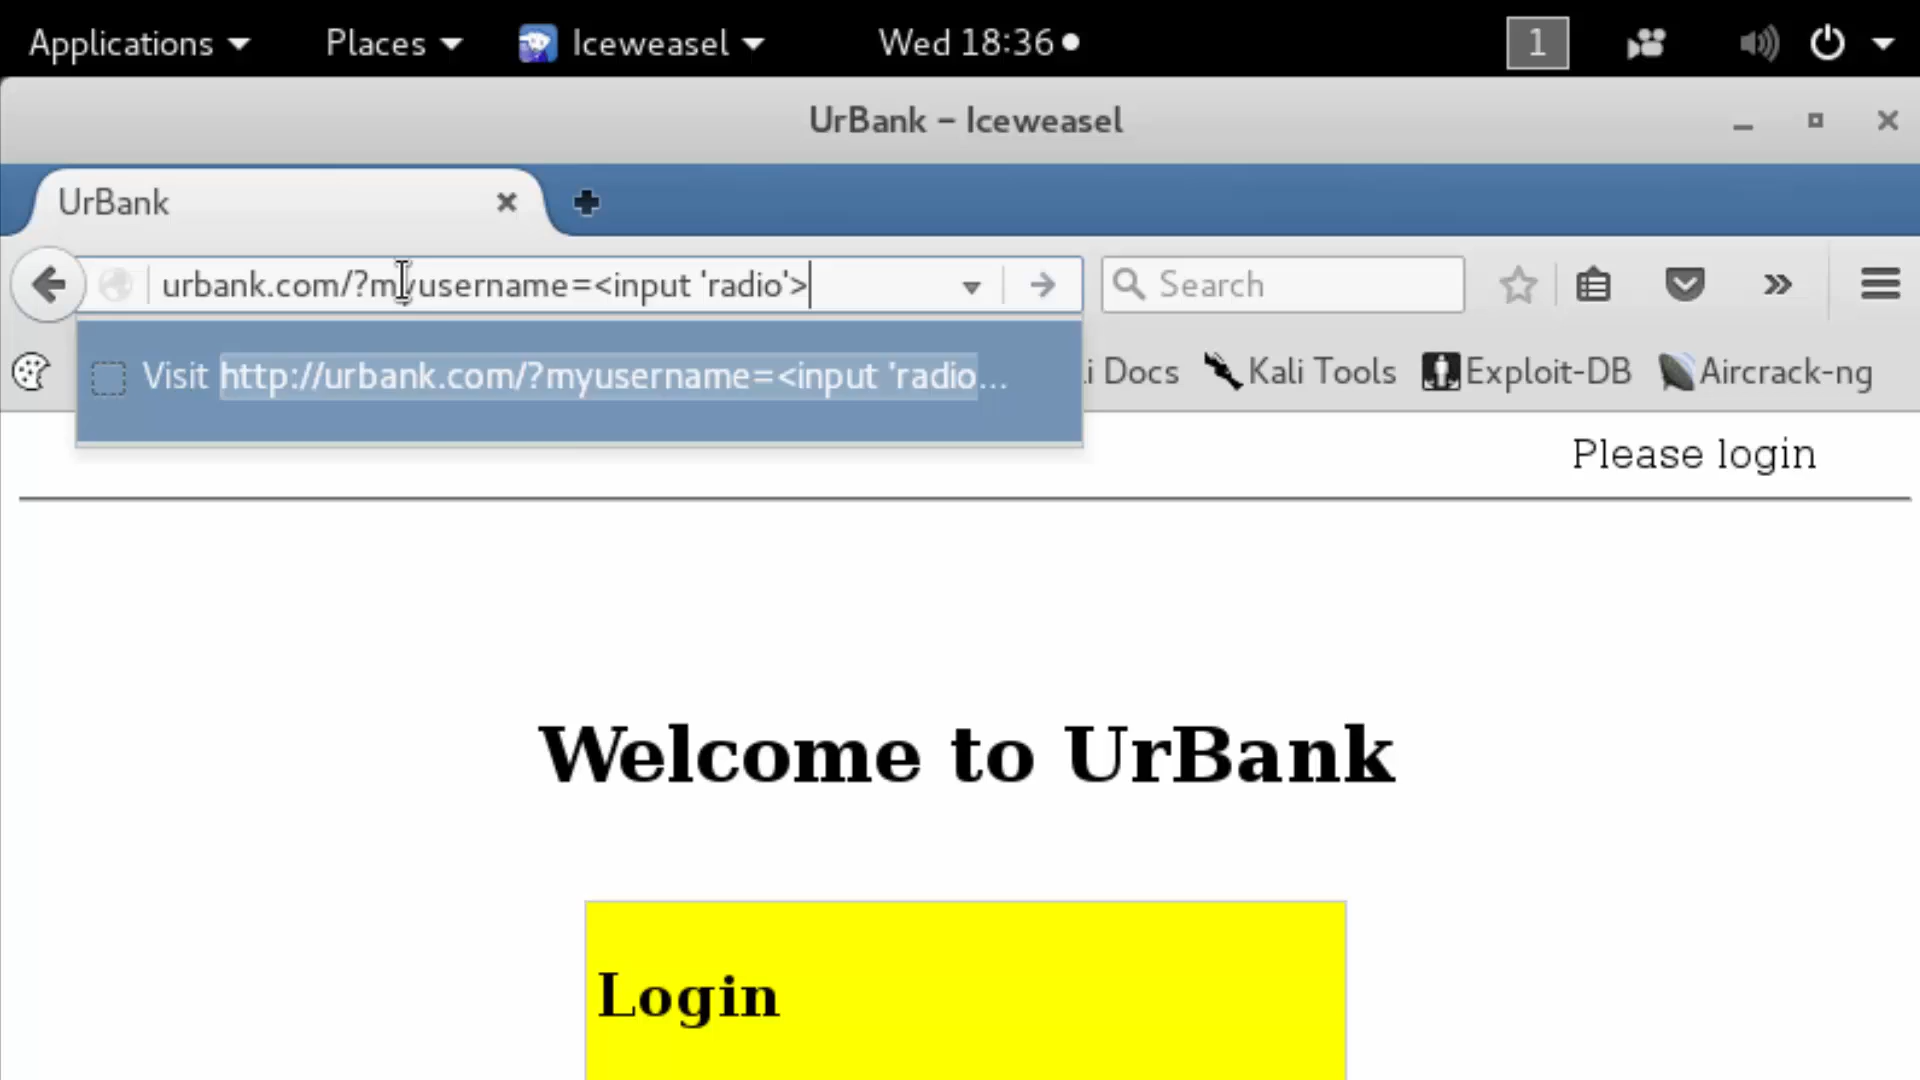 Applications Places Iceweasel Wed 18:36 1
UrBank – Iceweasel
UrBank
urbank.com/?myusername=<input 'radio'> Search
Visit http://urbank.com/?myusername=<input 'radio... li Docs Kali Tools Exploit-DB Aircrack-ng
Please login
Welcome to UrBank
Login